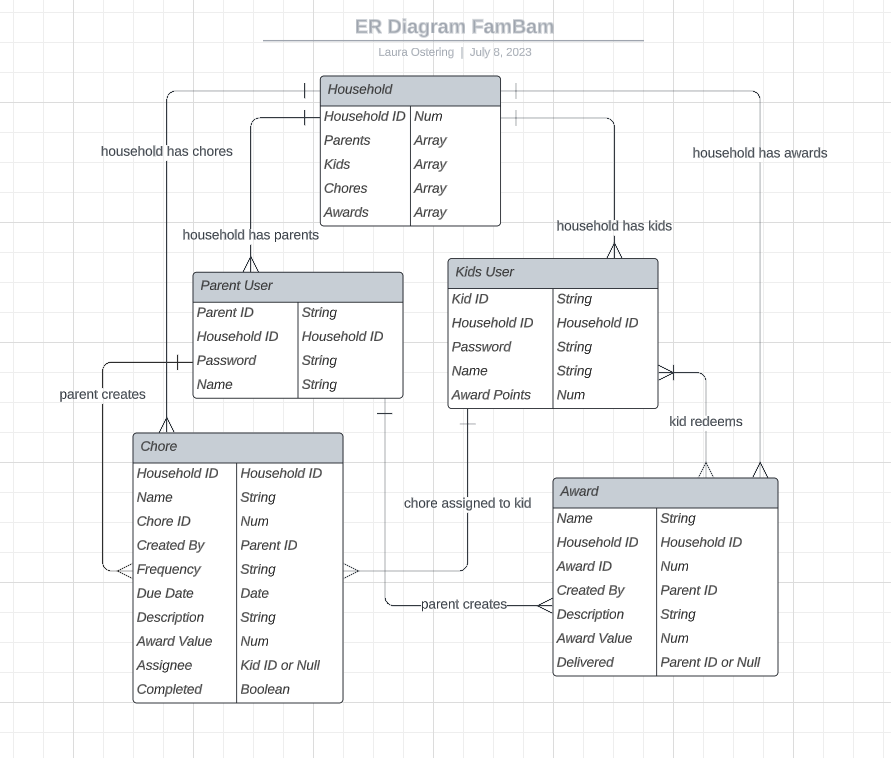 ER Diagram FamBam
Laura Ostering | July 8, 2023
Household
Household ID Num
Parents Array
Kids Array
Chores Array
Awards Array
household has chores
household has awards
household has parents
household has kids
Parent User
Parent ID String
Household ID Household ID
Password String
Name String
Kids User
Kid ID String
Household ID Household ID
Password String
Name String
Award Points Num
parent creates
kid redeems
Chore
Household ID Household ID
Name String
Chore ID Num
Created By Parent ID
Frequency String
Due Date Date
Description String
Award Value Num
Assignee Kid ID or Null
Completed Boolean
chore assigned to kid
parent creates
Award
Name String
Household ID Household ID
Award ID Num
Created By Parent ID
Description String
Award Value Num
Delivered Parent ID or Null